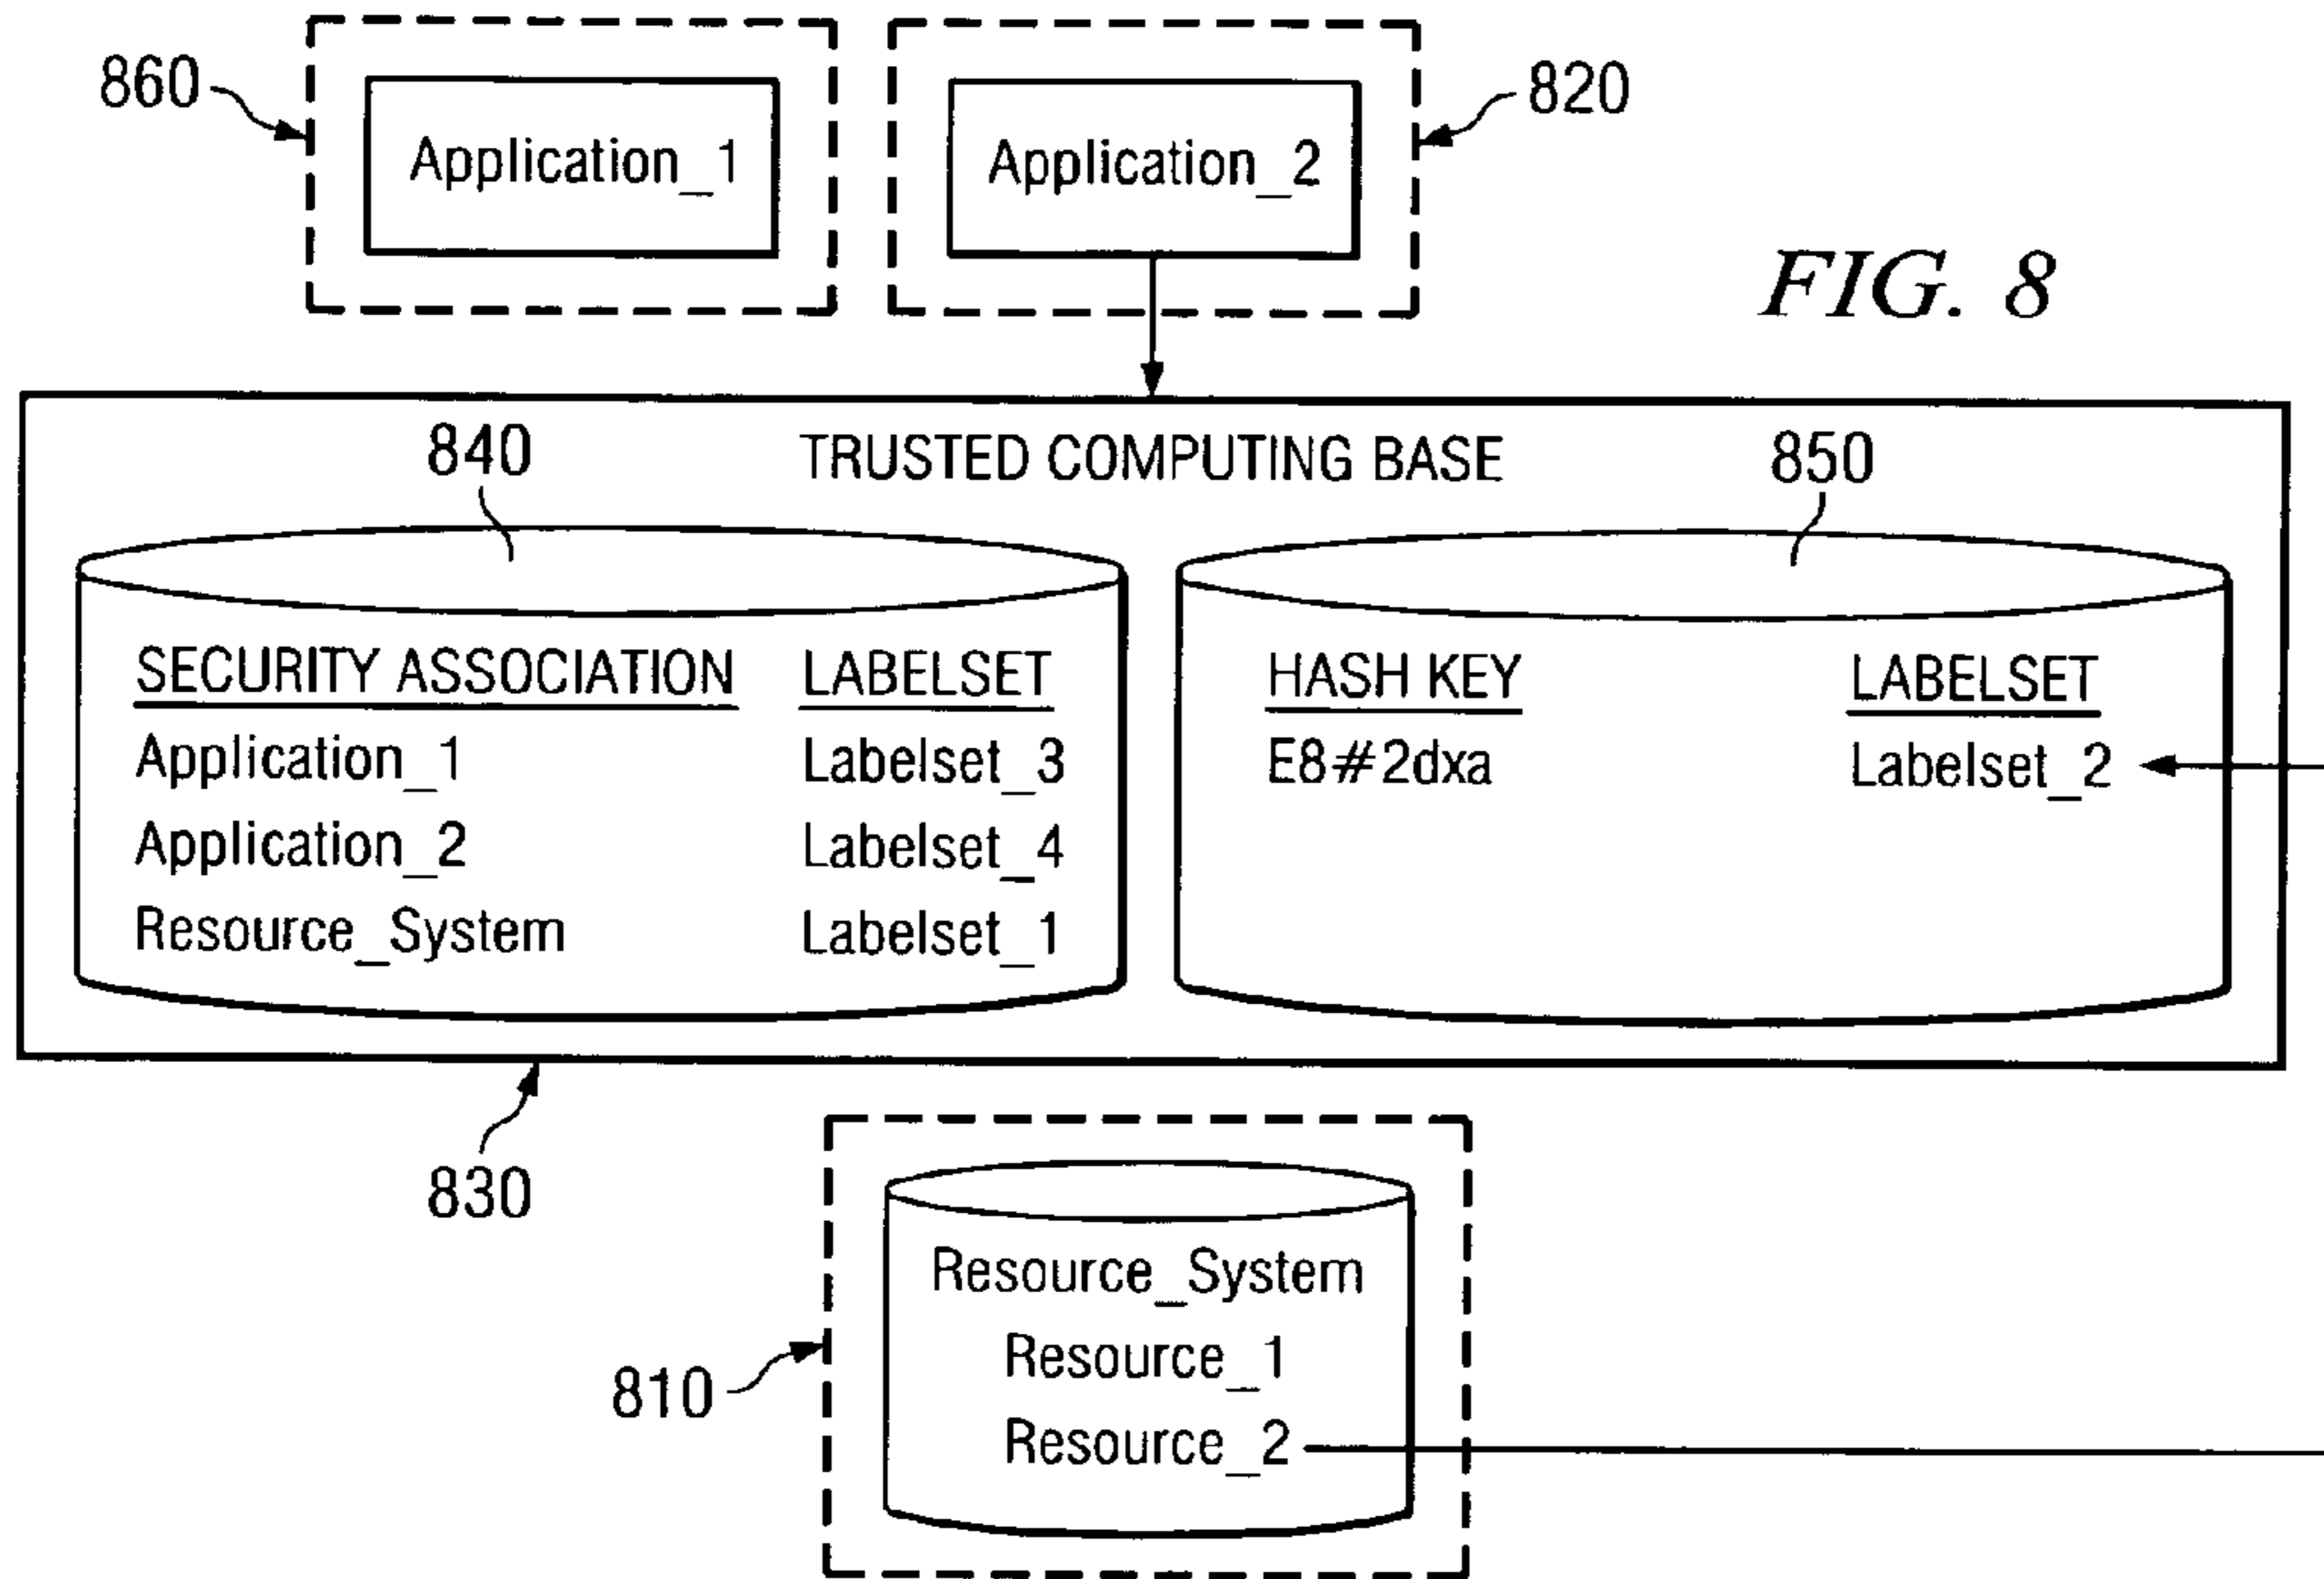 860
Application_1
Application_2
820
FIG. 8
TRUSTED COMPUTING BASE
840
850
SECURITY ASSOCIATION LABELSET
Application_1 Labelset_3
Application_2 Labelset_4
Resource_System Labelset_1
HASH KEY LABELSET
E8#2dxa Labelset_2
830
Resource_System
Resource_1
Resource_2
810